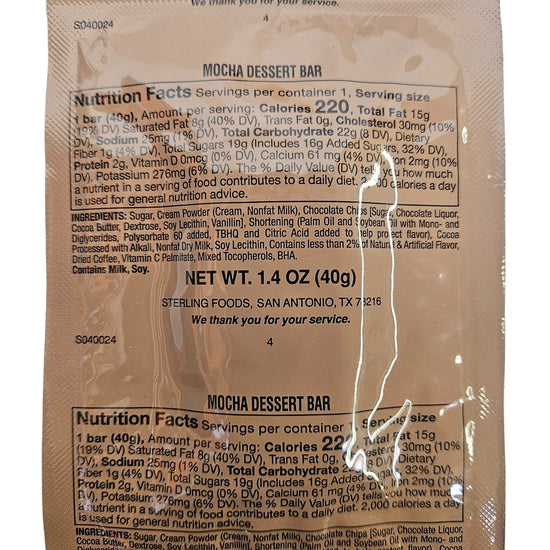 We thank you for your service.
S040024
4
MOCHA DESSERT BAR
Nutrition Facts Servings per container 1, Serving size
1 bar (40g), Amount per serving: Calories 220, Total Fat 15g
(19% DV) Saturated Fat 8g (40% DV), Trans Fat 0g, Cholesterol 30mg (10%
DV), Sodium 25mg (1% DV), Total Carbohydrate 22g (8 DV), Dietary
Fiber 1g (4% DV), Total Sugars 19g (Includes 16g Added Sugars, 32% DV),
Protein 2g, Vitamin D 0mcg (0% DV), Calcium 61 mg (4% DV), on 2mg (10%
DV), Potassium 276mg (6% DV). The % Daily Value (DV) tells you how much
a nutrient in a serving of food contributes to a daily diet. 2,000 calories a day
is used for general nutrition advice.
INGREDIENTS: Sugar, Cream Powder (Cream, Nonfat Milk), Chocolate Chips [Sugar, Chocolate Liquor,
Cocoa Butter, Dextrose, Soy Lecithin, Vanillin], Shortening (Palm Oil and Soybean Oil with Mono- and
Diglycerides, Polysorbate 60 added, TBHQ and Citric Acid added to help protect flavor), Cocoa
Processed with Alkali, Nonfat Dry Milk, Soy Lecithin, Contains less than 2% of Natural & Artificial Flavor,
Dried Coffee, Vitamin C Palmitate, Mixed Tocopherols, BHA.
Contains Milk, Soy.
NET WT. 1.4 OZ (40g)
STERLING FOODS, SAN ANTONIO, TX 78216
We thank you for your service.
S040024
4
MOCHA DESSERT BAR
Nutrition Facts Servings per container 1, Serving size
1 bar (40g), Amount per serving: Calories 220, Total Fat 15g
(19% DV) Saturated Fat 8g (40% DV), Trans Fat 0g, Cholesterol 30mg (10%
DV), Sodium 25mg (1% DV), Total Carbohydrate DV), Dietary
Fiber 1g (4% DV), Total Sugars 19g (Includes 16g Added Sugars, 32% DV),
Protein 2g, Vitamin D 0mcg (0% DV), Calcium 61 mg (4% DV), on 2mg (10%
DV), Potassium 276mg (6% DV). The % Daily Value (DV) tells you how much
a nutrient in a serving of food contributes to a daily diet. 2,000 calories a day
is used for general nutrition advice.
INGREDIENTS: Sugar, Cream Powder (Cream, Nonfat Milk), Chocolate Chips [Sugar, Chocolate Liquor,
Cocoa Butter, Dextrose, Soy Lecithin, Vanillin], Shortening (Palm Oil and Soybean Oil with Mono- and